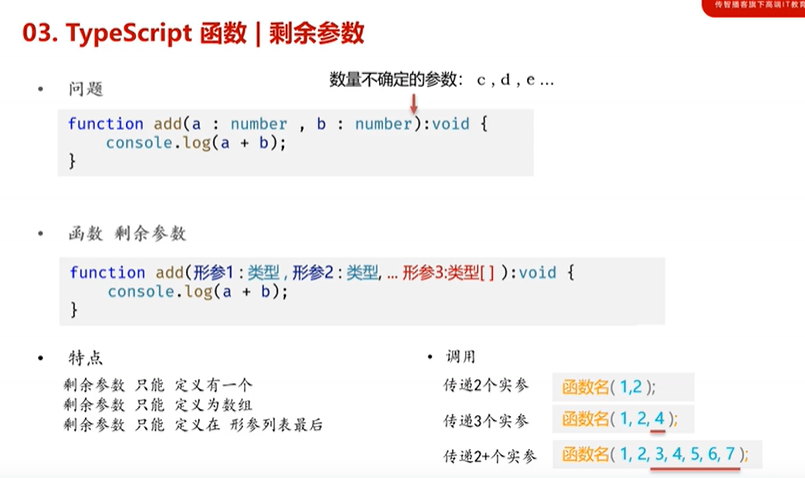 传智播客旗下高端IT教育
03. TypeScript 函数 | 剩余参数
• 问题
数量不确定的参数： c , d , e ...
function add(a : number , b : number):void {
    console.log(a + b);
}
• 函数 剩余参数
function add(形参1 : 类型 , 形参2 : 类型, ... 形参3:类型[ ] ):void {
    console.log(a + b);
}
• 特点
剩余参数 只能 定义有一个
剩余参数 只能 定义为数组
剩余参数 只能 定义在 形参列表最后
• 调用
传递2个实参 函数名( 1,2 );
传递3个实参 函数名( 1, 2, 4 );
传递2+个实参 函数名( 1, 2, 3, 4, 5, 6, 7 );